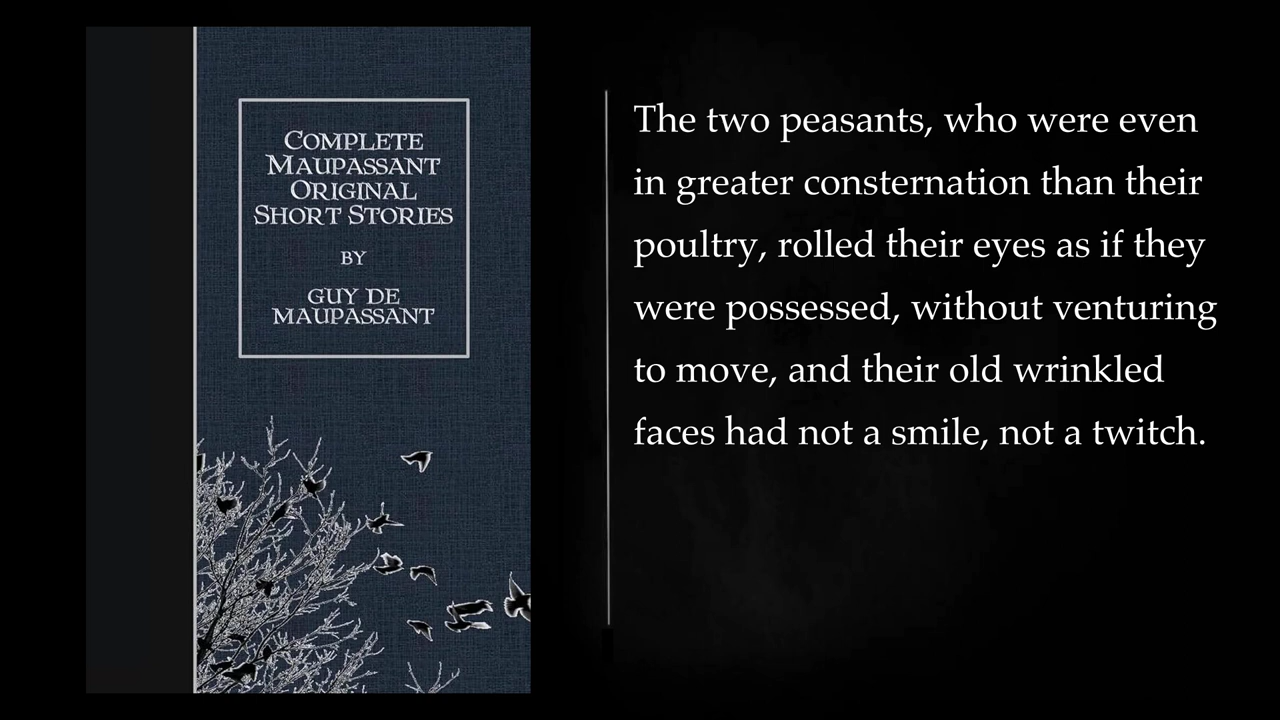 COMPLETE
MAUPASSANT
ORIGINAL
SHORT STORIES
BY
GUY DE
MAUPASSANT
The two peasants, who were even
in greater consternation than their
poultry, rolled their eyes as if they
were possessed, without venturing
to move, and their old wrinkled
faces had not a smile, not a twitch.